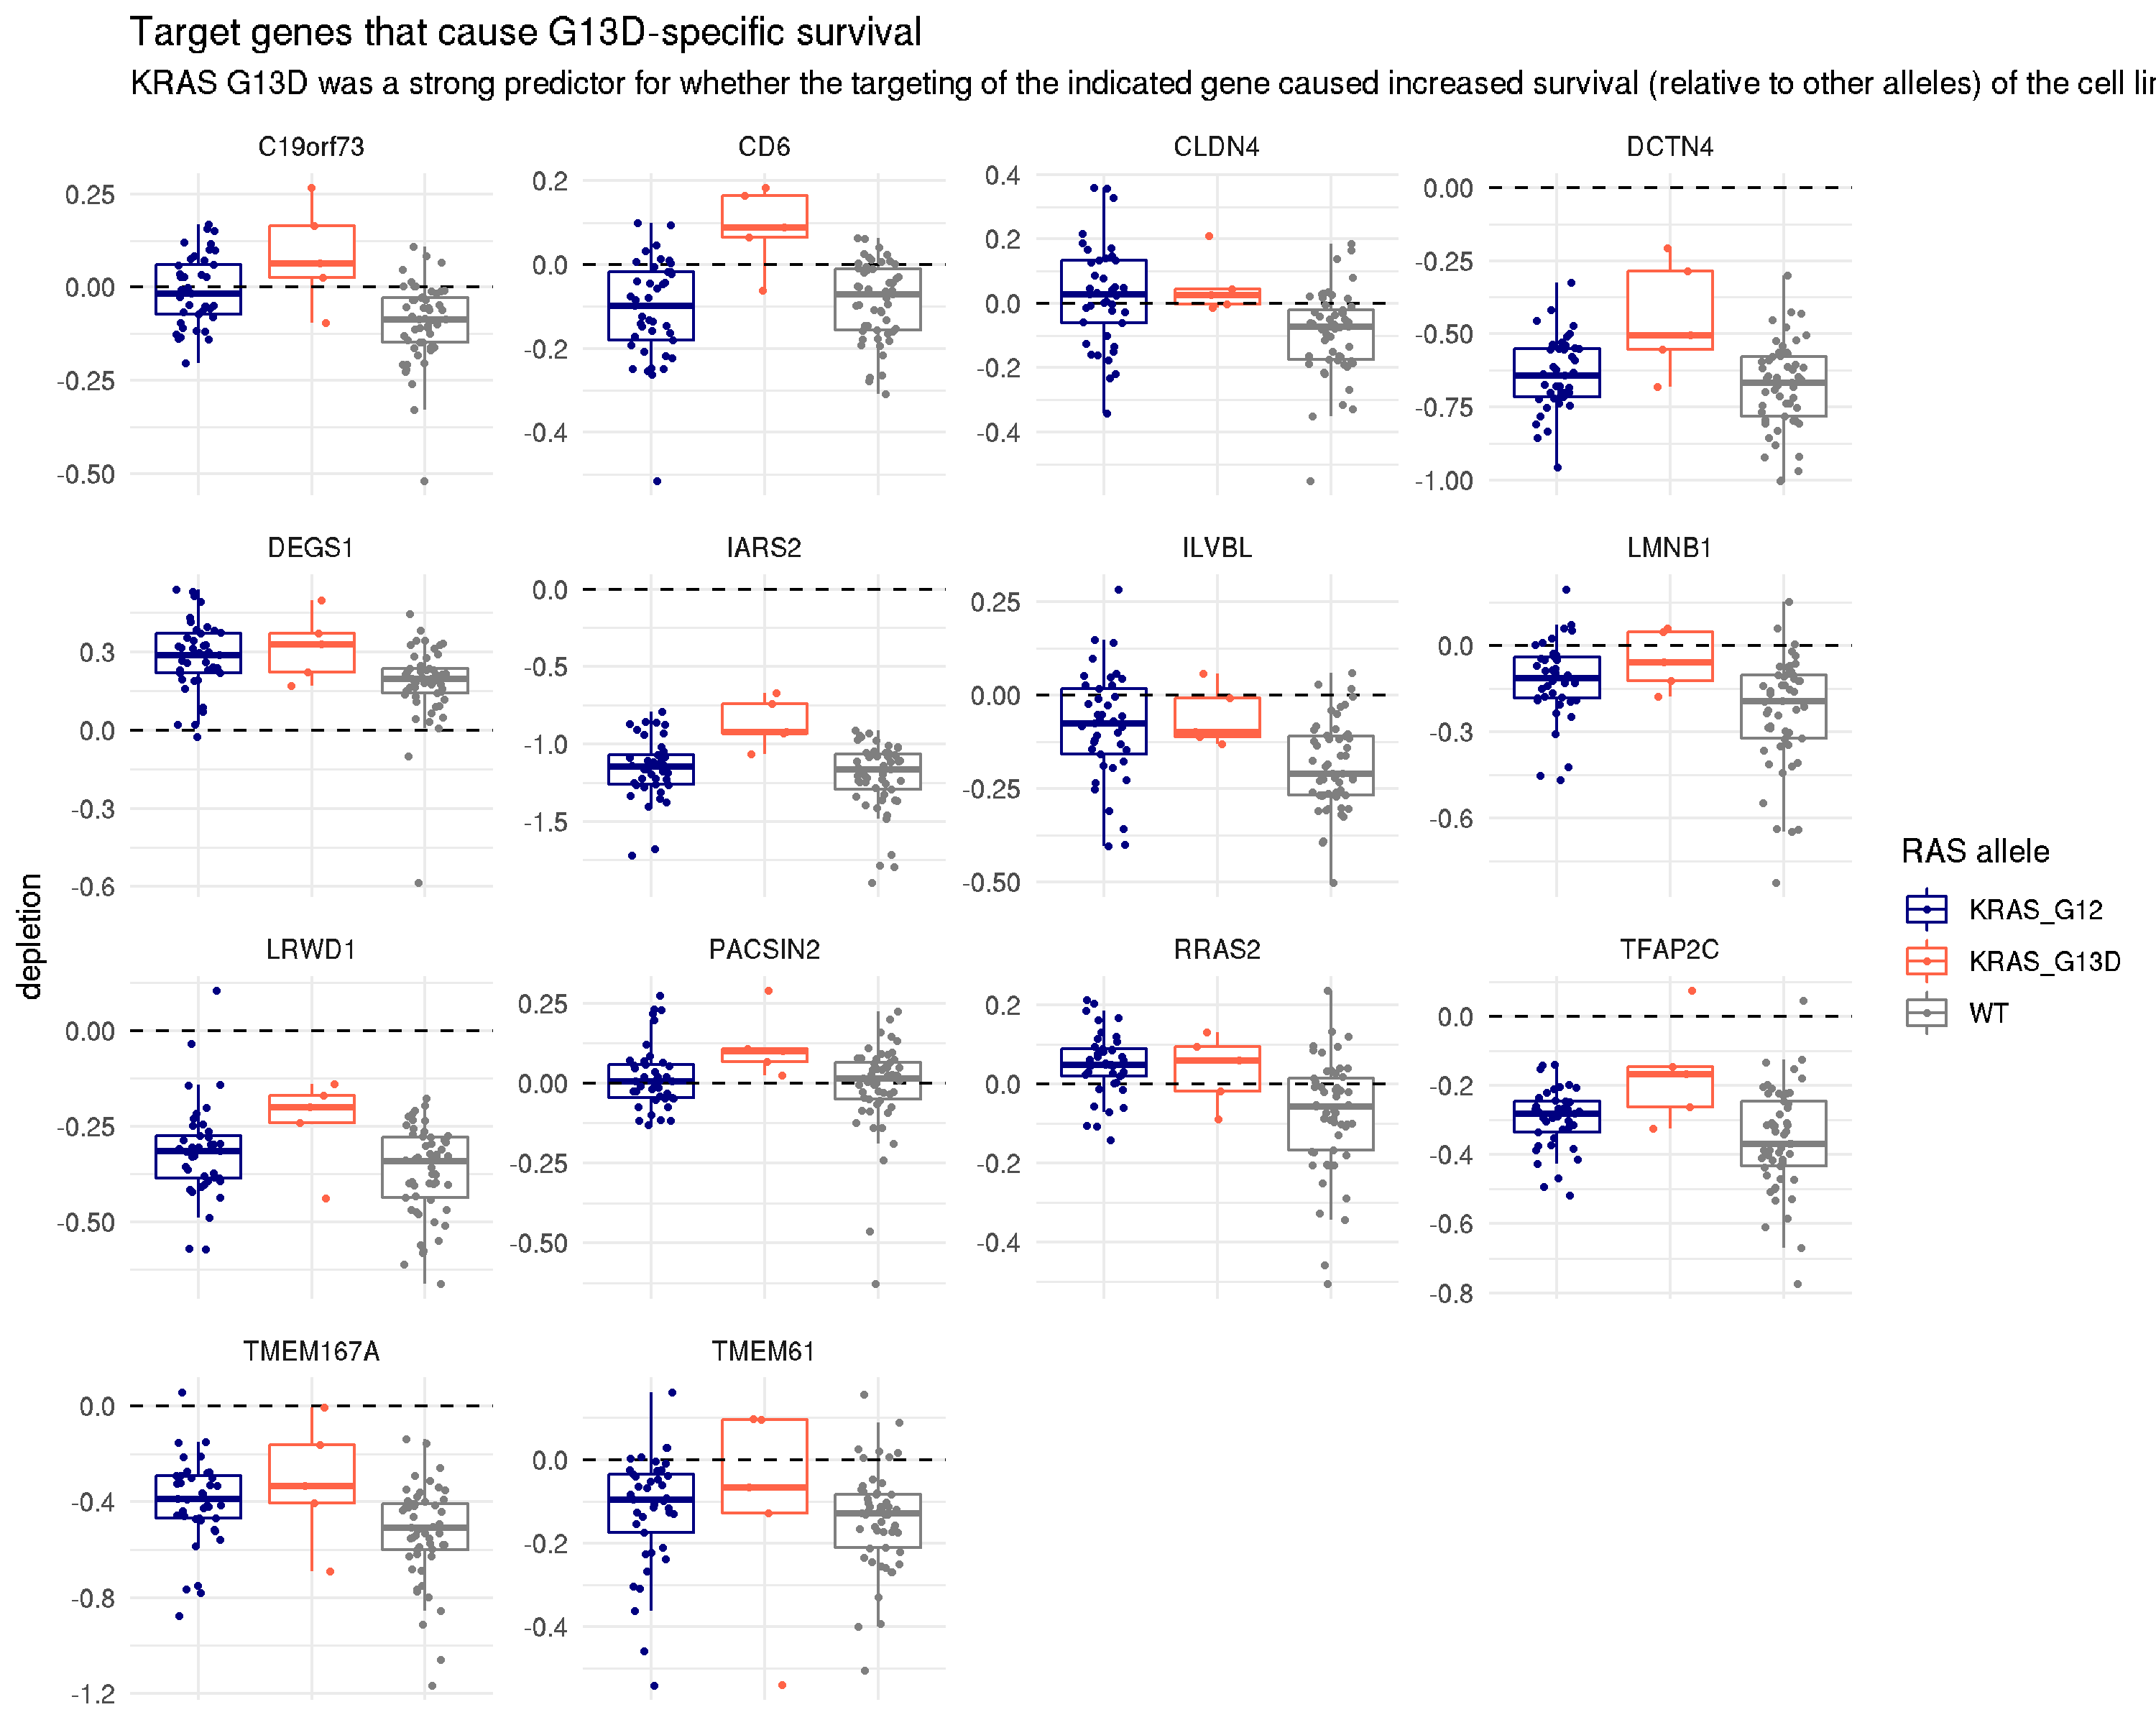 Target genes that cause G13D-specific survival
KRAS G13D was a strong predictor for whether the targeting of the indicated gene caused increased survival (relative to other alleles) of the cell
C19orf73
CD6
CLDN4
DCTN4
0.25
0.00
-0.25
-0.50
0.2
0.0
-0.2
-0.4
0.4
0.2
0.0
-0.2
-0.4
0.00
-0.25
-0.50
-0.75
-1.00
DEGS1
IARS2
ILVBL
LMNB1
0.3
0.0
-0.3
-0.6
0.0
-0.5
-1.0
-1.5
0.25
0.00
-0.25
-0.50
0.0
-0.3
-0.6
LRWD1
PACSIN2
RRAS2
TFAP2C
0.00
-0.25
-0.50
0.25
0.00
-0.25
-0.50
0.2
0.0
-0.2
-0.4
0.0
-0.2
-0.4
-0.6
-0.8
TMEM167A
TMEM61
0.0
-0.4
-0.8
-1.2
0.0
-0.2
-0.4
depletion
RAS allele
KRAS_G12
KRAS_G13D
WT